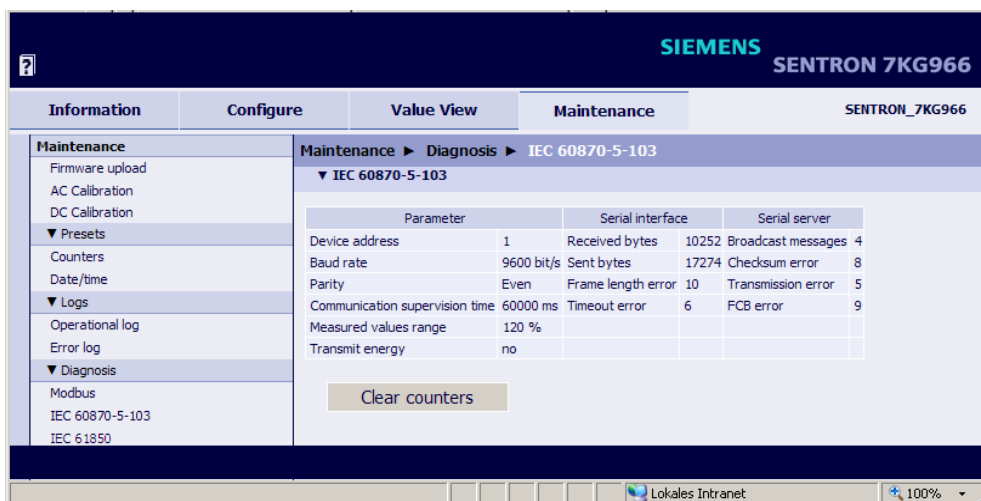 SIEMENS
SENTRON 7KG966
Information Configure Value View Maintenance SENTRON_7KG966
Maintenance
Firmware upload
AC Calibration
DC Calibration
▼ Presets
Counters
Date/time
▼ Logs
Operational log
Error log
▼ Diagnosis
Modbus
IEC 60870-5-103
IEC 61850
Maintenance ► Diagnosis ► IEC 60870-5-103
▼ IEC 60870-5-103
Parameter Serial interface Serial server
Device address 1 Received bytes 10252 Broadcast messages 4
Baud rate 9600 bit/s Sent bytes 17274 Checksum error 8
Parity Even Frame length error 10 Transmission error 5
Communication supervision time 60000 ms Timeout error 6 FCB error 9
Measured values range 120 %
Transmit energy no
Clear counters
Lokales Intranet 100%